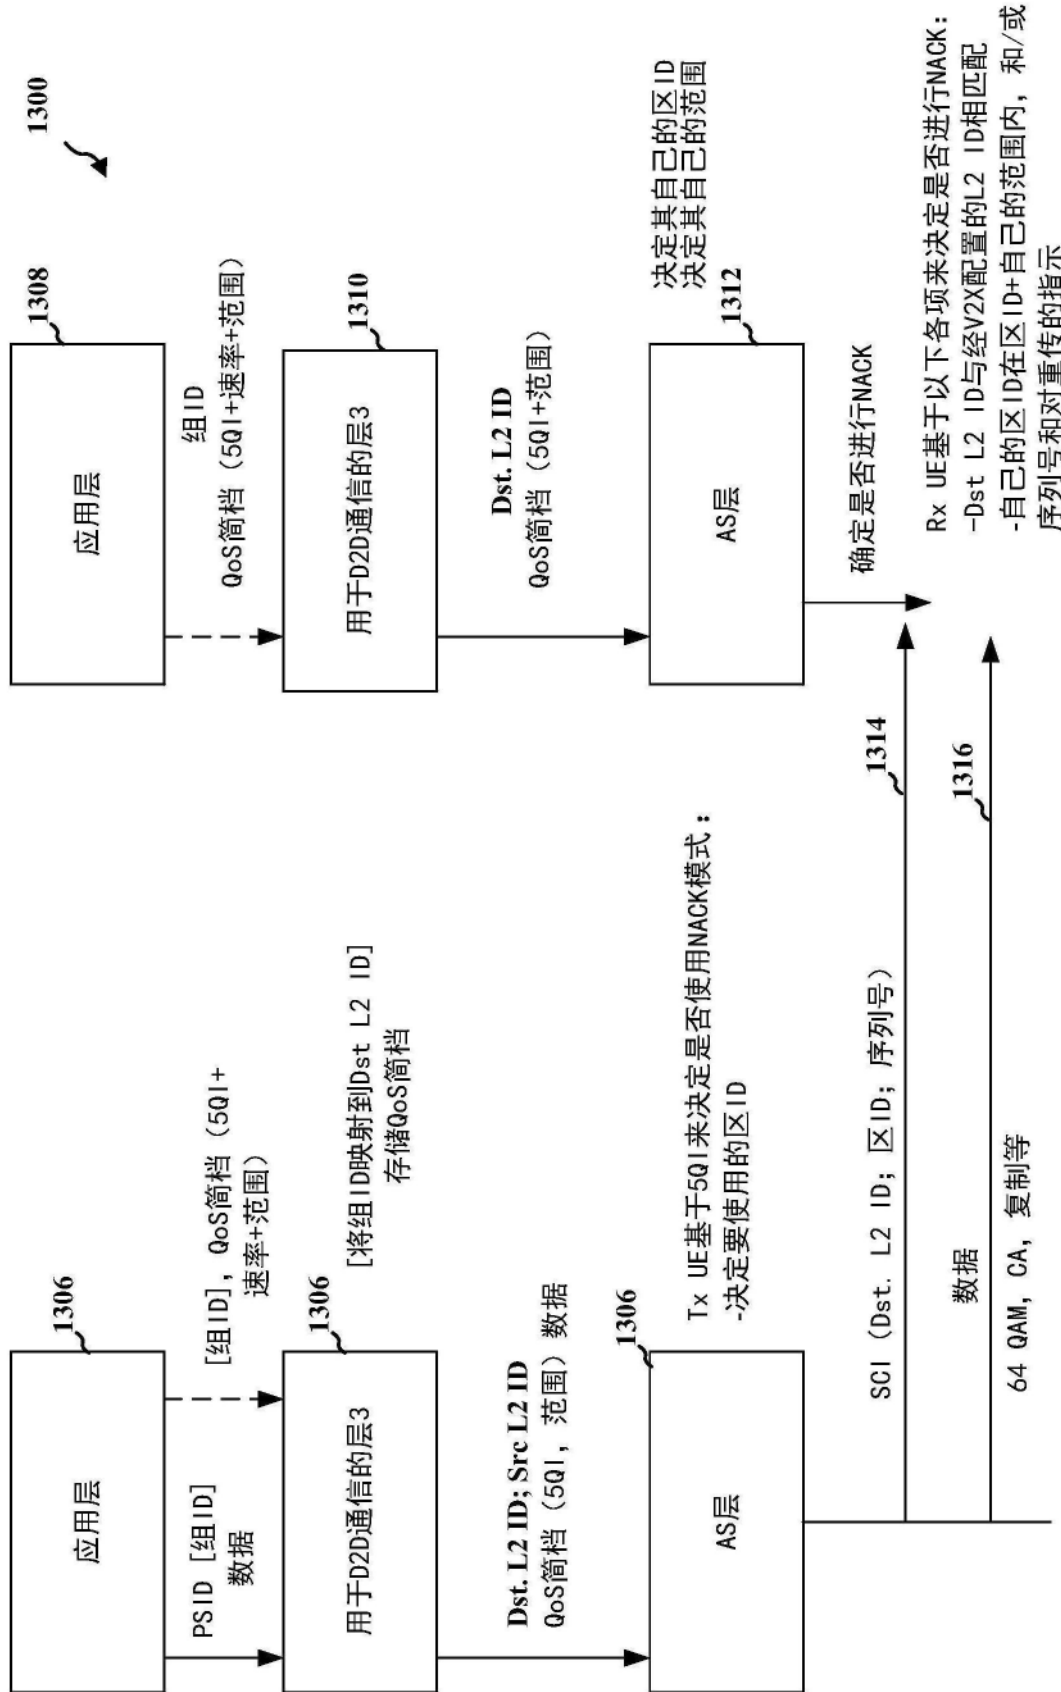 1300
应用层
1306
PSID [组ID]
数据
[组ID], QoS简档 (5QI+
速率+范围)
用于D2D通信的层3
1306
[将组ID映射到Dst L2 ID]
存储QoS简档
Dst. L2 ID; Src L2 ID
QoS简档 (5QI, 范围) 数据
AS层
1306
Tx UE基于5QI来决定是否使用NACK模式:
-决定要使用的区ID
应用层
1308
组ID
QoS简档 (5QI+速率+范围)
用于D2D通信的层3
1310
Dst. L2 ID
QoS简档 (5QI+范围)
AS层
1312
决定其自己的区ID
决定其自己的范围
确定是否进行NACK
SCI (Dst. L2 ID; 区ID; 序列号)
1314
数据
1316
64 QAM, CA, 复制等
Rx UE基于以下各项来决定是否进行NACK:
-Dst L2 ID与经V2X配置的L2 ID相匹配
-自己的区ID在区ID+自己的范围内, 和/或
序列号和对重传的指示